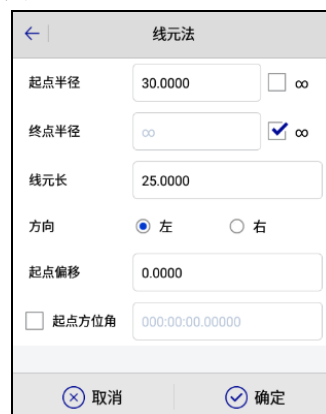 线元法
起点半径 30.0000 ∞
终点半径 ∞ ∞
线元长 25.0000
方向 左 右
起点偏移 0.0000
起点方位角 000:00:00.00000
取消 确定